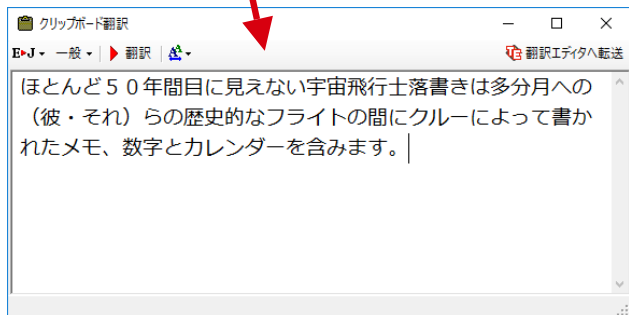 クリップボード翻訳
E▸J 一般 翻訳 A 翻訳エディタへ転送
ほとんど５０年間目に見えない宇宙飛行士落書きは多分月への
（彼・それ）らの歴史的なフライトの間にクルーによって書か
れたメモ、数字とカレンダーを含みます。